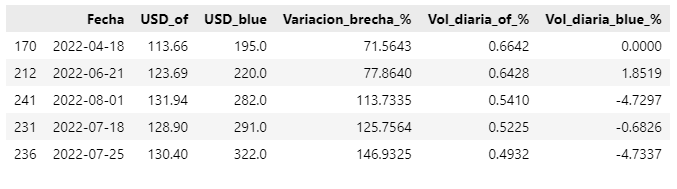 Fecha USD_of USD_blue Variacion_brecha_% Vol_diaria_of_% Vol_diaria_blue_%
170 2022-04-18 113.66 195.0 71.5643 0.6642 0.0000
212 2022-06-21 123.69 220.0 77.8640 0.6428 1.8519
241 2022-08-01 131.94 282.0 113.7335 0.5410 -4.7297
231 2022-07-18 128.90 291.0 125.7564 0.5225 -0.6826
236 2022-07-25 130.40 322.0 146.9325 0.4932 -4.7337